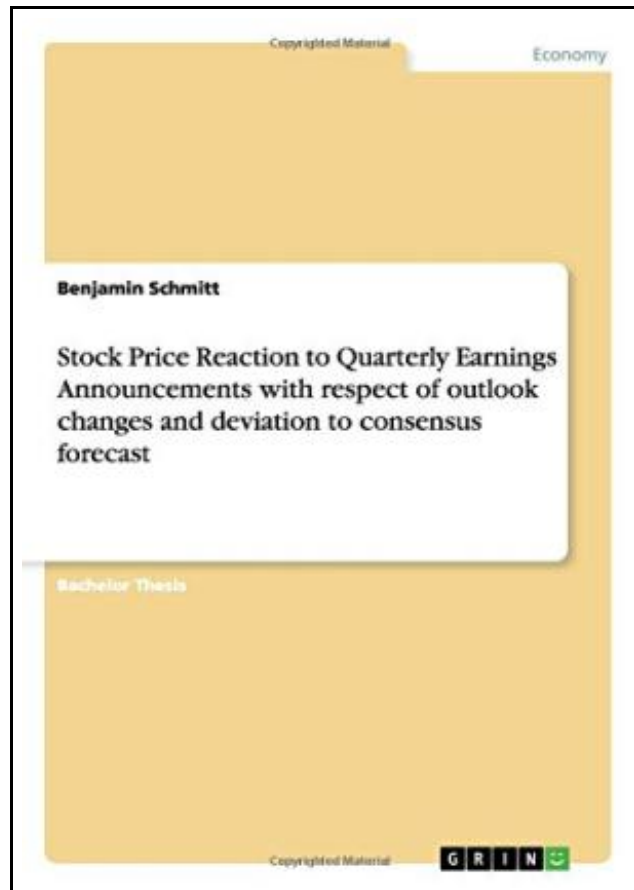 Copyrighted Material
Economy
Benjamin Schmitt
Stock Price Reaction to Quarterly Earnings
Announcements with respect of outlook
changes and deviation to consensus
forecast
Bachelor Thesis
Copyrighted Material
GRIN